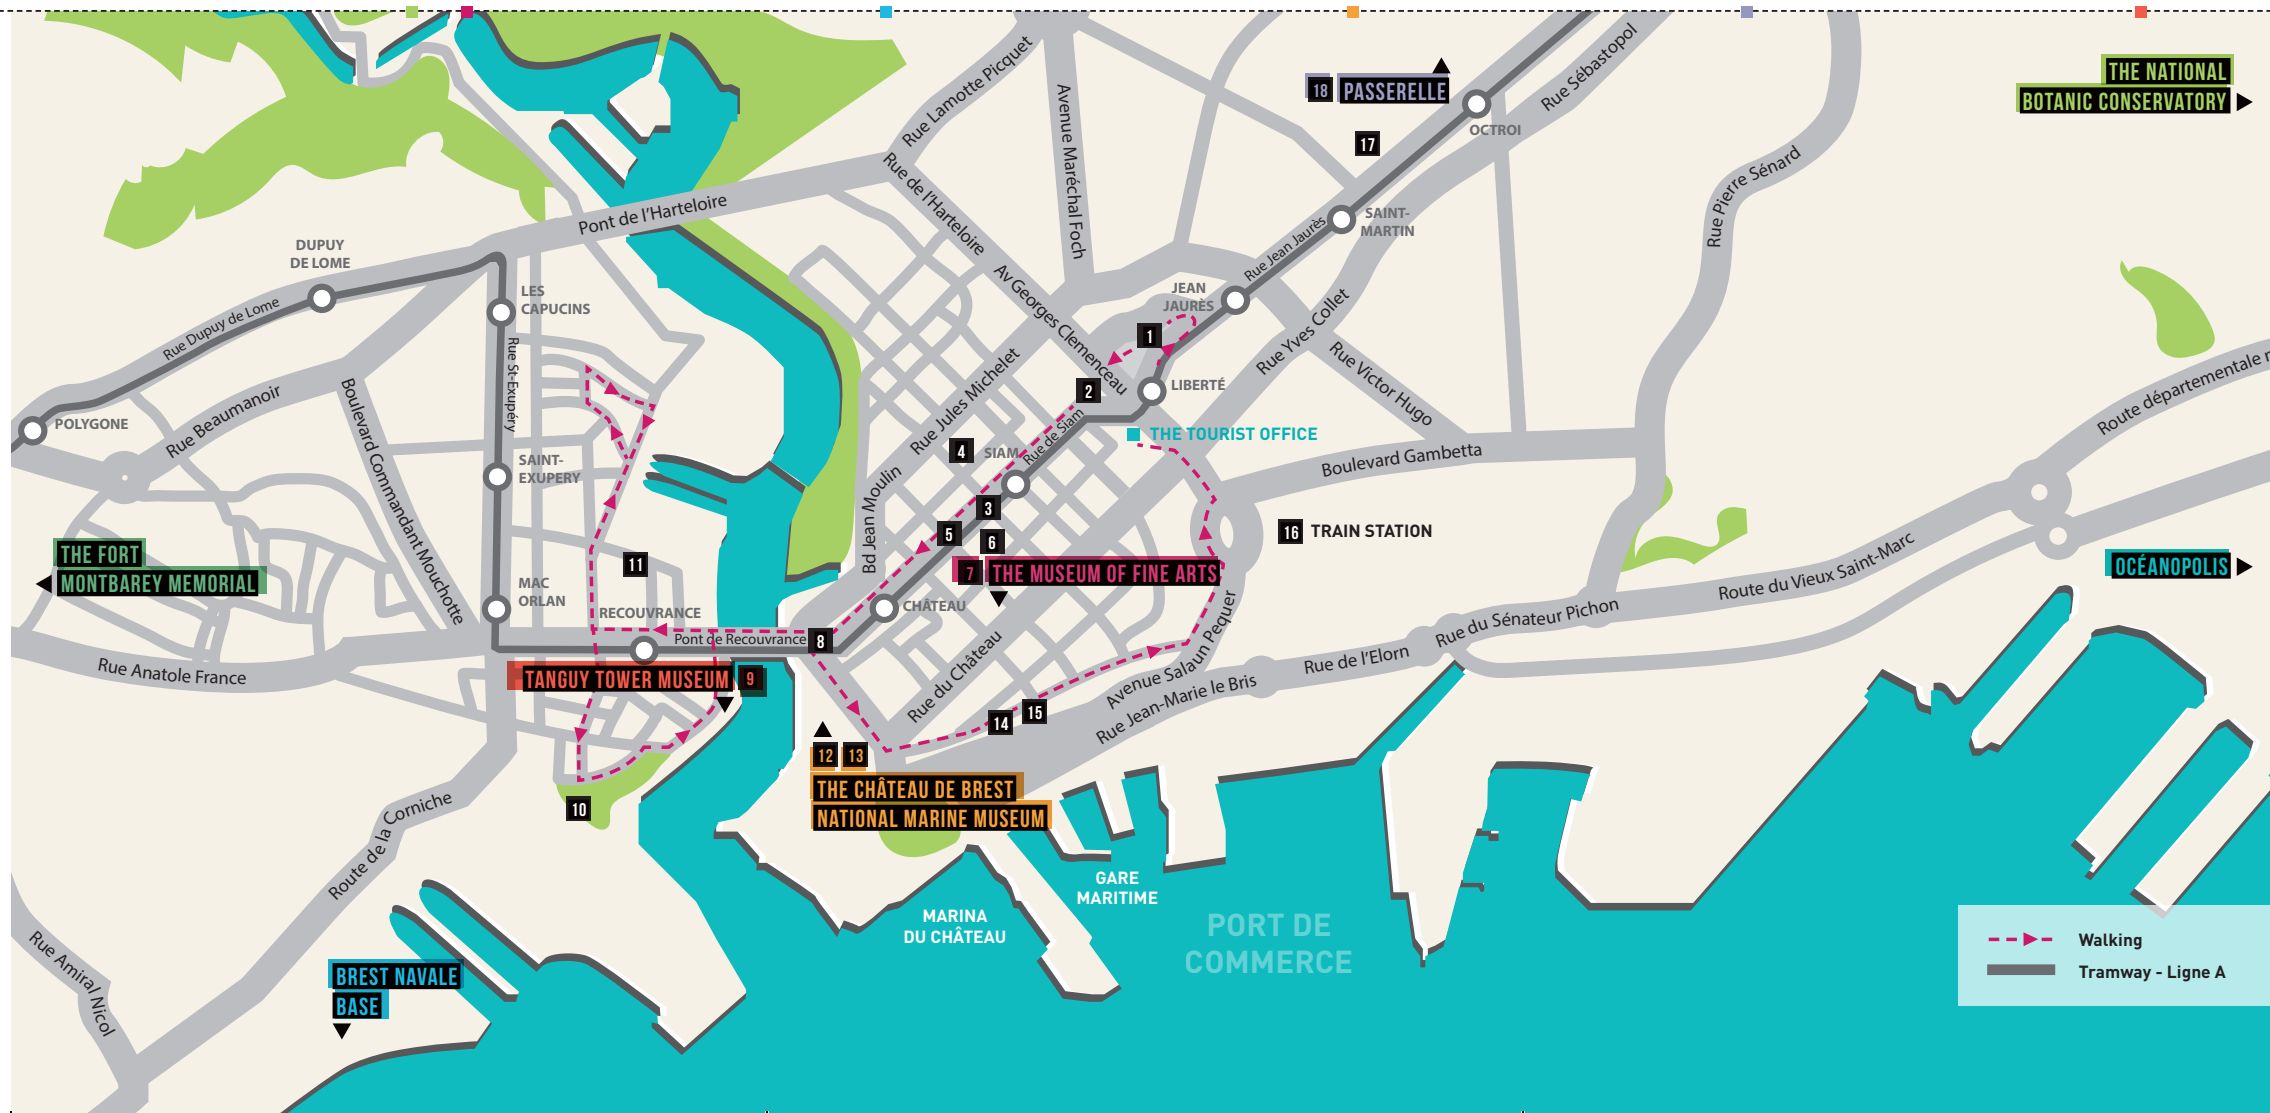 THE NATIONAL
BOTANIC CONSERVATORY
18 PASSERELLE
17
OCTROI
Rue Sébastopol
Rue Lamotte Picquet
Avenue Maréchal Foch
Rue de l'Harteloire
Pont de l'Harteloire
Rue Pierre Sénard
SAINT-
MARTIN
Rue Jean Jaurès
DUPUY
DE LOME
Rue Dupuy de Lome
LES
CAPUCINS
Rue St-Exupéry
Av Georges Clemenceau
JEAN
JAURÈS
1
2
LIBERTÉ
Rue Yves Collet
Rue Victor Hugo
Rue Jules Michelet
POLYGONE
Rue Beaumanoir
Boulevard Commandant Mouchotte
SAINT-
EXUPERY
THE TOURIST OFFICE
Rue de Siam
4
SIAM
3
5
6
Bd Jean Moulin
Boulevard Gambetta
Route départementale
16 TRAIN STATION
7 THE MUSEUM OF FINE ARTS
THE FORT
MONTBAREY MEMORIAL
OCÉANOPOLIS
Route du Vieux Saint-Marc
11
MAC
ORLAN
RECOUVRANCE
Pont de Recouvrance
8
CHÂTEAU
Rue du Château
Avenue Salaun Pequer
Rue Jean-Marie le Bris
Rue de l'Elorn
Rue du Sénateur Pichon
Rue Anatole France
TANGUY TOWER MUSEUM 9
14
15
12 13
THE CHÂTEAU DE BREST
NATIONAL MARINE MUSEUM
10
Route de la Corniche
Rue Amiral Nicol
BREST NAVALE
BASE
MARINA
DU CHÂTEAU
GARE
MARITIME
PORT DE
COMMERCE
Walking
Tramway - Ligne A